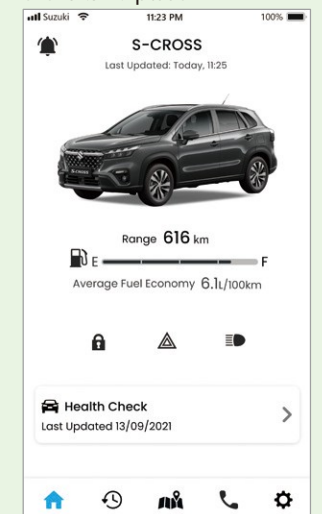 Suzuki 11:23 PM 100%
S-CROSS
Last Updated: Today, 11:25
S-CROSS
Range 616 km
E F
Average Fuel Economy 6.1L/100km
Health Check
Last Updated 13/09/2021